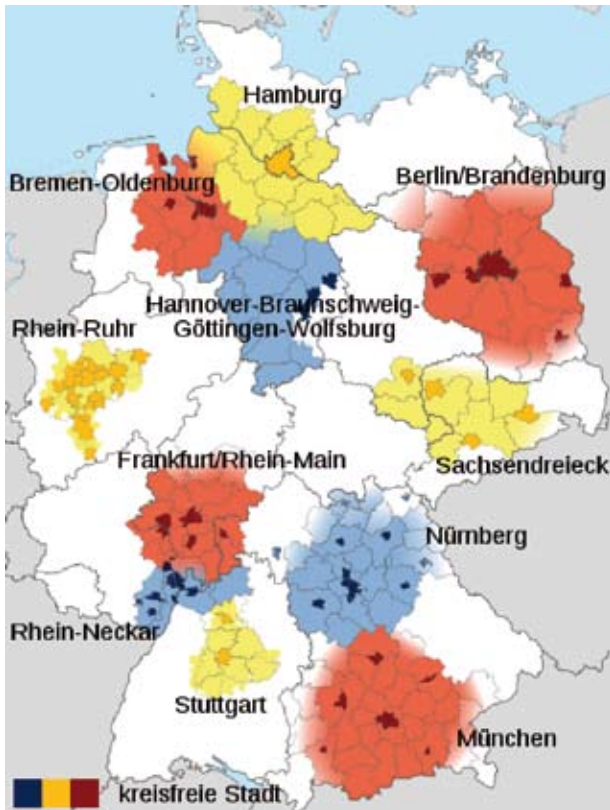 Hamburg
Bremen-Oldenburg
Berlin/Brandenburg
Hannover-Braunschweig-
Göttingen-Wolfsburg
Rhein-Ruhr
Frankfurt/Rhein-Main
Sachsendreieck
Nürnberg
Rhein-Neckar
Stuttgart
München
kreisfreie Stadt